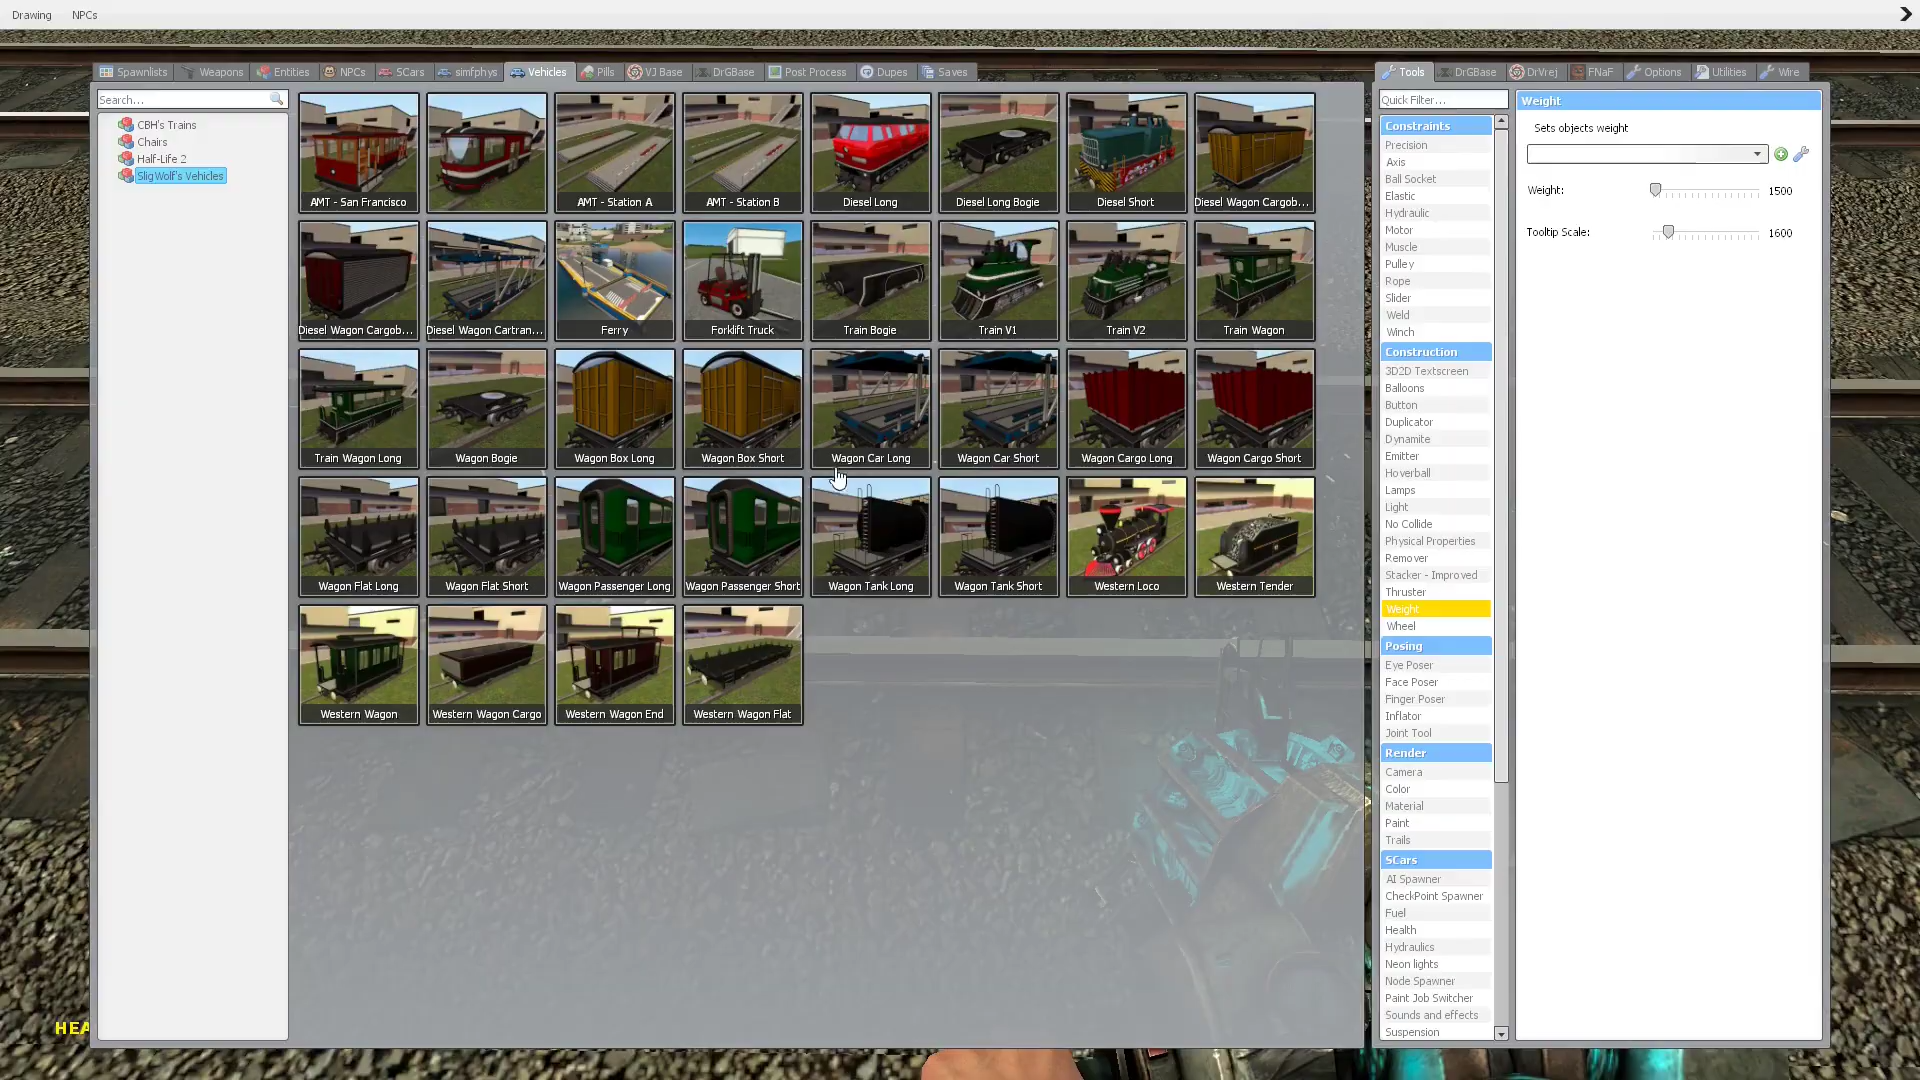 Drawing NPCs
Spawnlists Weapons Entities NPCs SCars simfphys Vehicles Pills VJ Base DrGBase Post Process Dupes Saves
Tools DrGBase DrVrej FNaF Options Utilities Wire
Search...
CBH's Trains
Chairs
Half-Life 2
SligWolf's Vehicles
AMT - San Francisco AMT - Station A AMT - Station B Diesel Long Diesel Long Bogie Diesel Short Diesel Wagon Cargob...
Diesel Wagon Cargob... Diesel Wagon Cartran... Ferry Forklift Truck Train Bogie Train V1 Train V2 Train Wagon
Train Wagon Long Wagon Bogie Wagon Box Long Wagon Box Short Wagon Car Long Wagon Car Short Wagon Cargo Long Wagon Cargo Short
Wagon Flat Long Wagon Flat Short Wagon Passenger Long Wagon Passenger Short Wagon Tank Long Wagon Tank Short Western Loco Western Tender
Western Wagon Western Wagon Cargo Western Wagon End Western Wagon Flat
HEA
Quick Filter...
Constraints
Precision
Axis
Ball Socket
Elastic
Hydraulic
Motor
Muscle
Pulley
Rope
Slider
Weld
Winch
Construction
3D2D Textscreen
Balloons
Button
Duplicator
Dynamite
Emitter
Hoverball
Lamps
Light
No Collide
Physical Properties
Remover
Stacker - Improved
Thruster
Weight
Wheel
Posing
Eye Poser
Face Poser
Finger Poser
Inflator
Joint Tool
Render
Camera
Color
Material
Paint
Trails
SCars
AI Spawner
CheckPoint Spawner
Fuel
Health
Hydraulics
Neon lights
Node Spawner
Paint Job Switcher
Sounds and effects
Suspension
Weight
Sets objects weight
Weight: 1500
Tooltip Scale: 1600